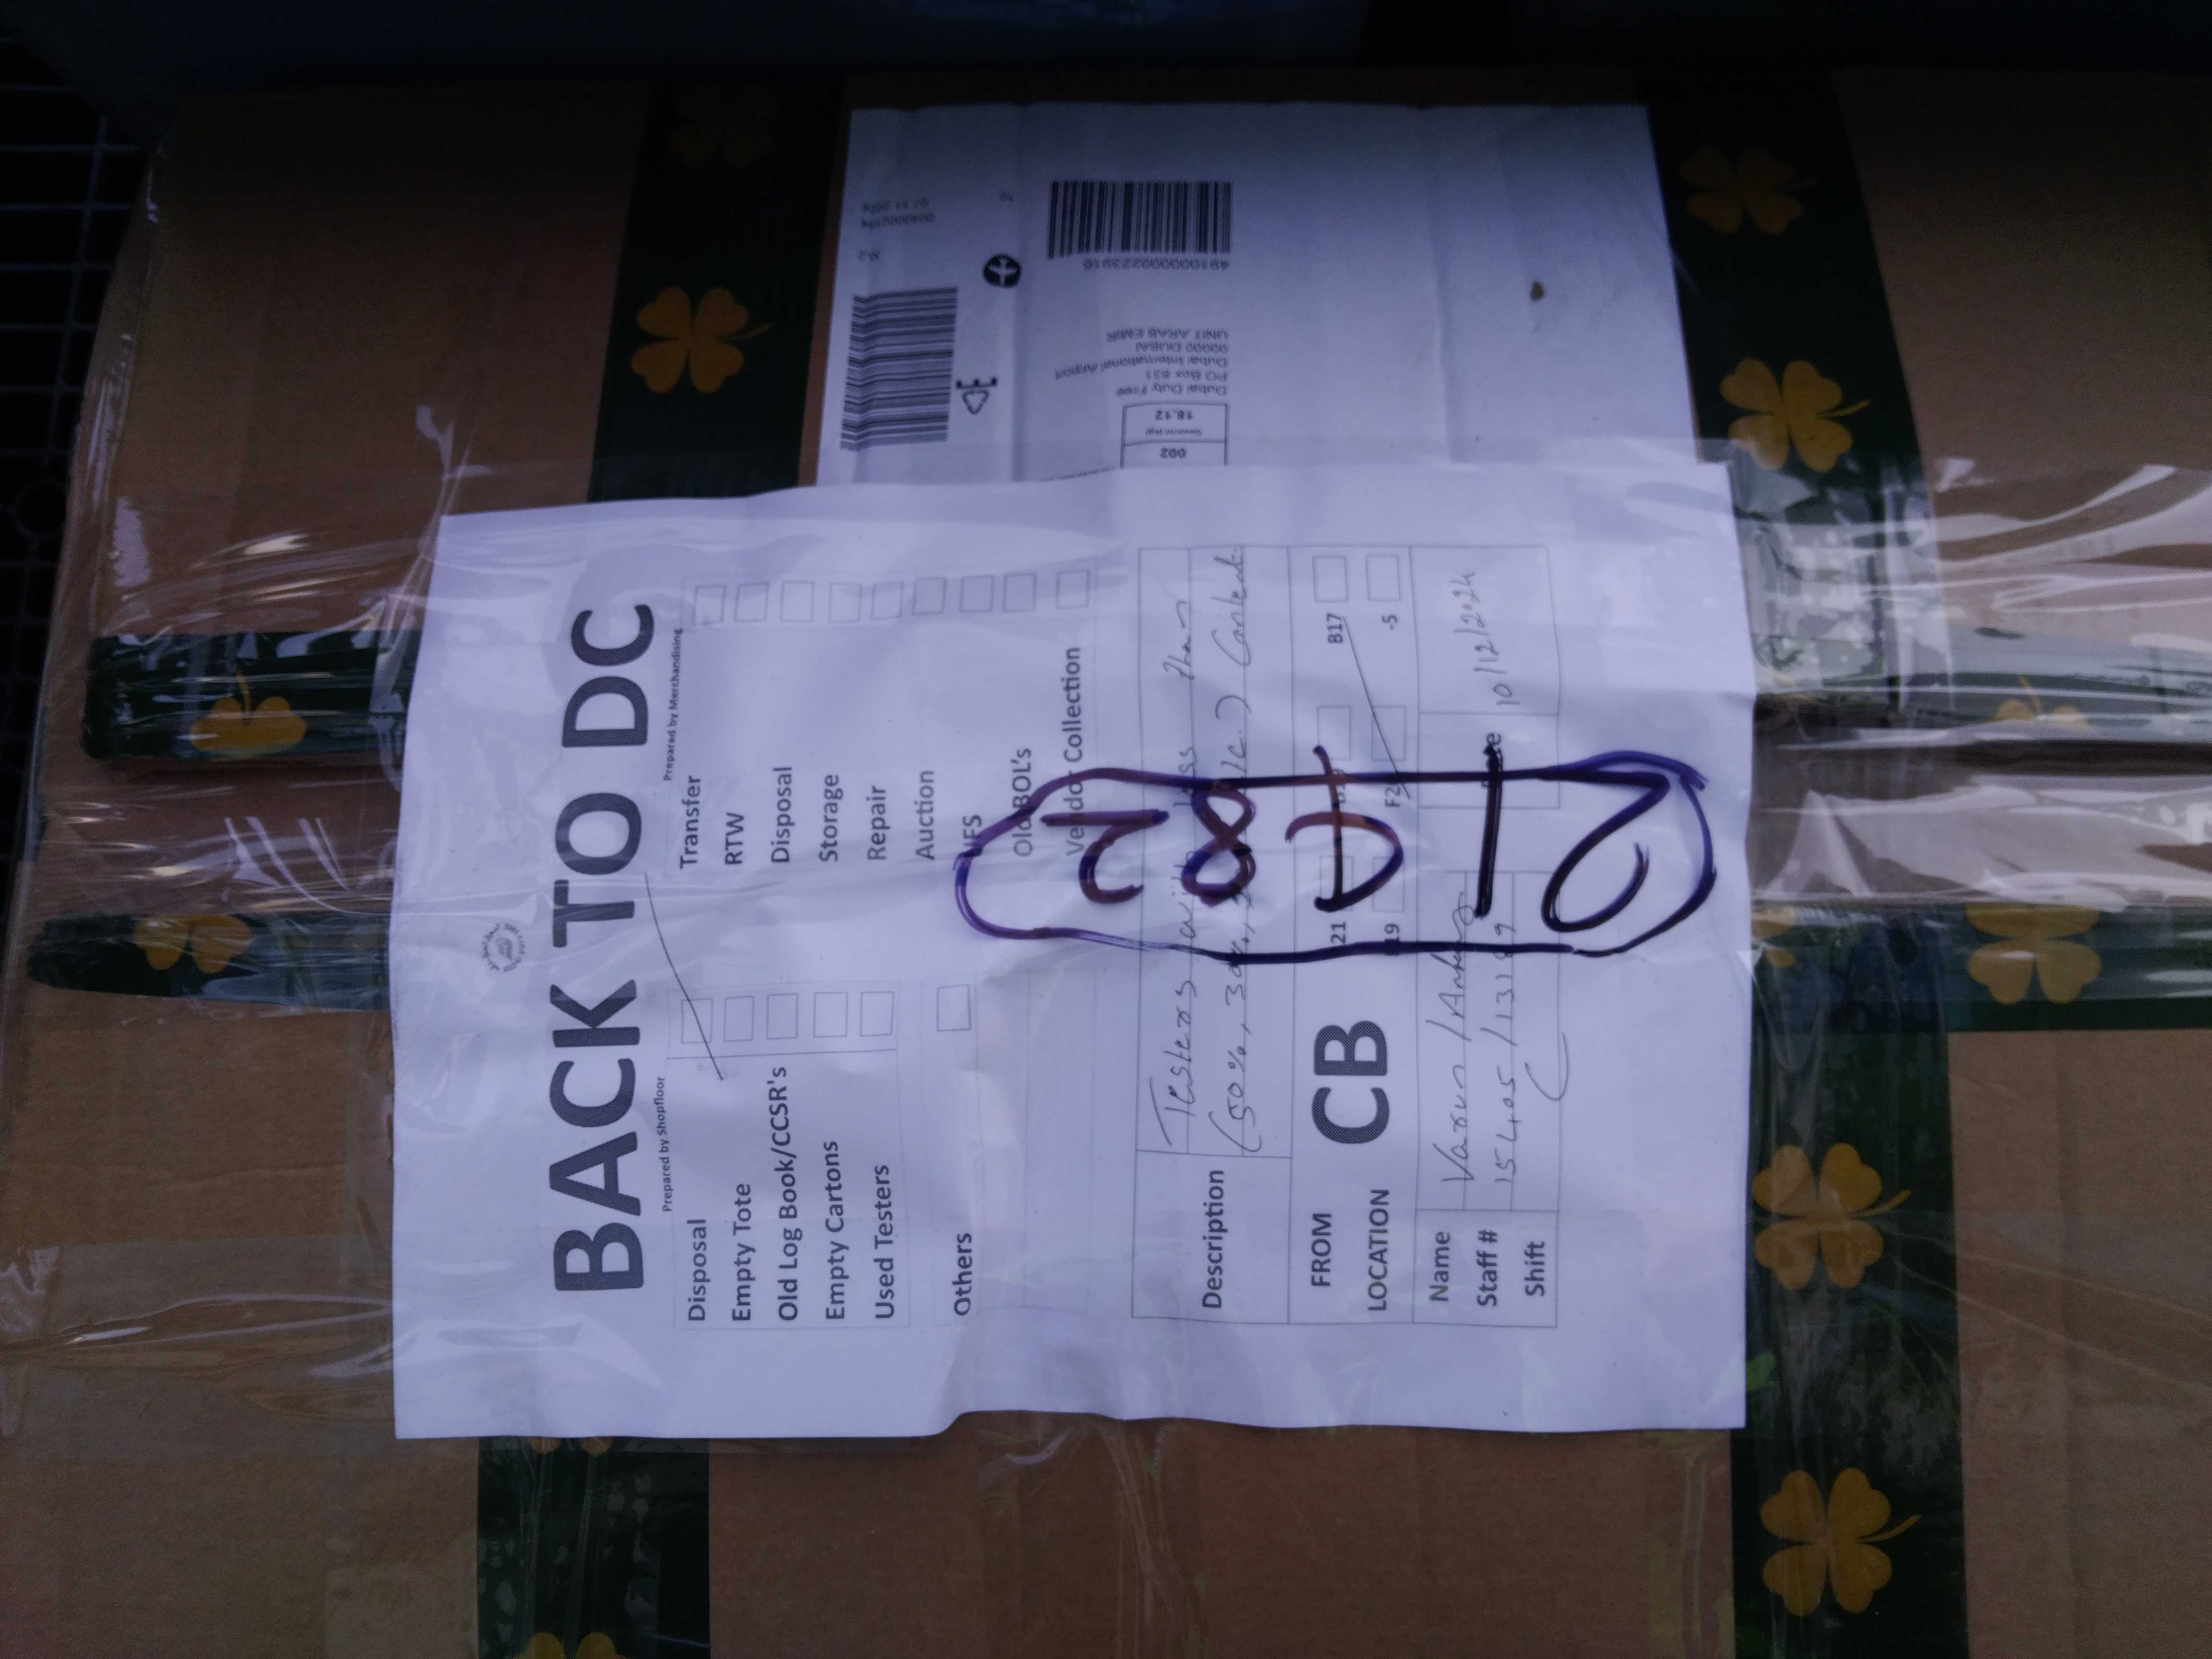 BACK TO DC
Prepared by Shopfloor
Prepared by Merchandising
Disposal
Empty Tote
Old Log Book/CCSR's
Empty Cartons
Used Testers
Others
Transfer
RTW
Disposal
Storage
Repair
Auction
Old BOL's
Vendor Collection
Description
Testers with less than
(50%, 30%, Content
FROM
LOCATION
CB
21
B17
19
F2
-5
Name
Varun /
Staff #
15405 /
Shift
10/12/2024
002
18,12
Dubai Duty Free
PO Box 831
Dubai International Airport
00000 DUBAI
UNIT ARAB EMIR
49100000000223916